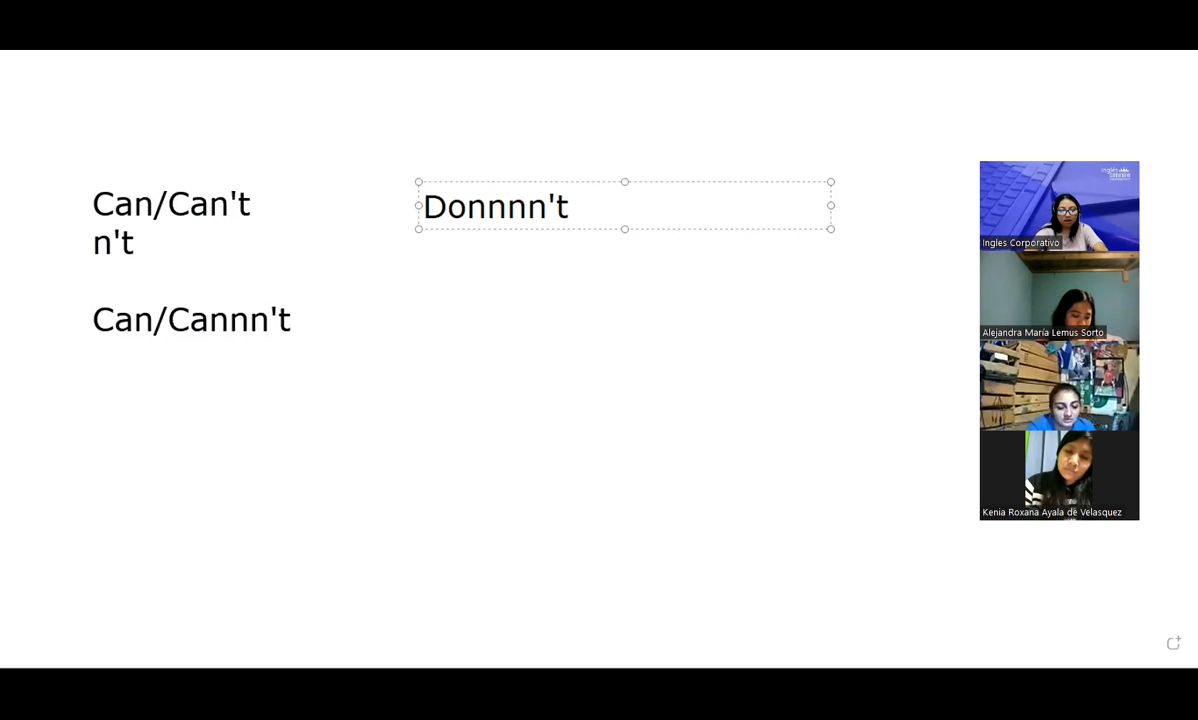 Can/Can't
n't
Can/Cannn't
Donnnn't
Ingles Corporativo
Alejandra María Lemus Sorto
Kenia Roxana Ayala de Velasquez